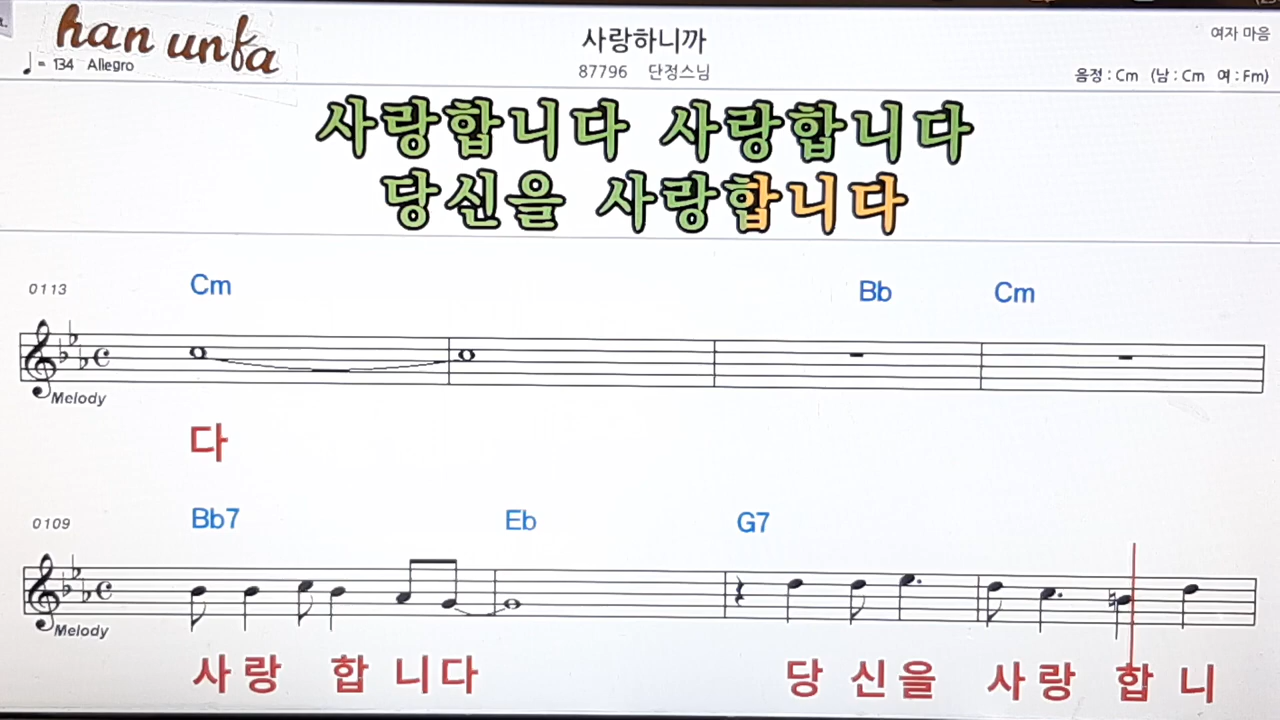 han unfa
♩ = 134 Allegro
사랑하니까
87796 단정스님
여자 마음
음정 : Cm (남 : Cm 여 : Fm)
사랑합니다 사랑합니다
당신을 사랑합니다
0113 Cm Bb Cm
Melody
다
0109 Bb7 Eb G7
Melody
사랑 합 니다 당 신을 사랑 합 니